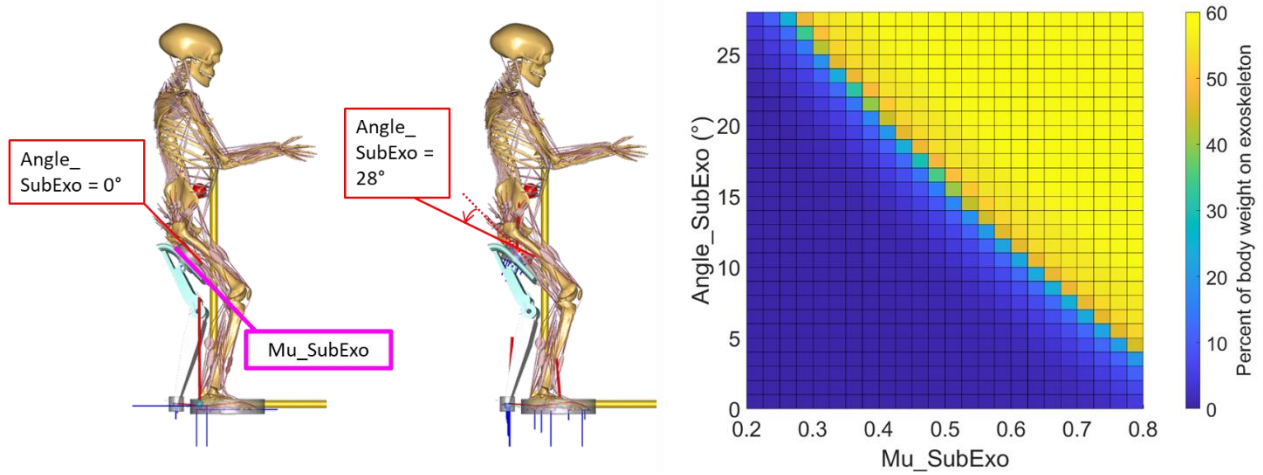 Angle_
SubExo = 0°
Angle_
SubExo =
28°
Mu_SubExo
Angle_SubExo (°)
25
20
15
10
5
0
0.2 0.3 0.4 0.5 0.6 0.7 0.8
Mu_SubExo
60
50
40
30
20
10
0
Percent of body weight on exoskeleton